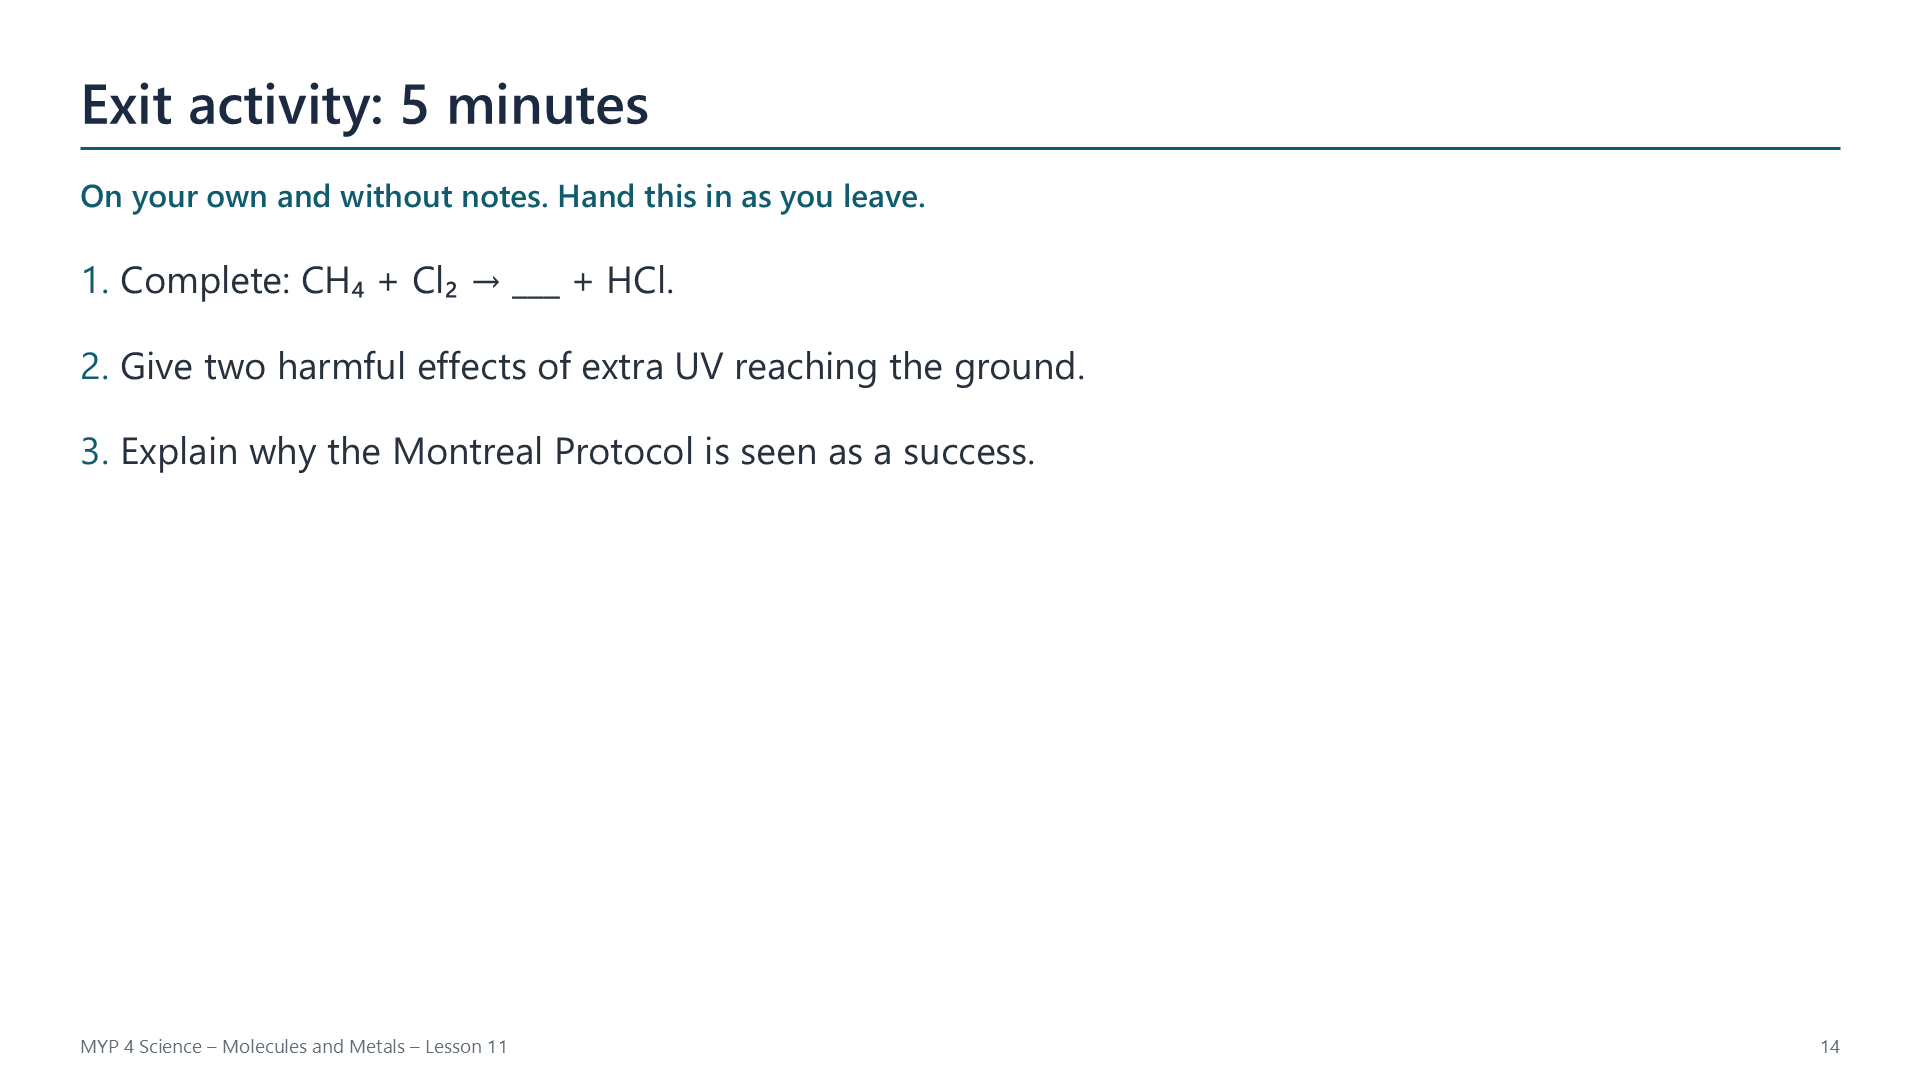 Exit activity: 5 minutes
On your own and without notes. Hand this in as you leave.
1. Complete: CH₄ + Cl₂ → ___ + HCl.
2. Give two harmful effects of extra UV reaching the ground.
3. Explain why the Montreal Protocol is seen as a success.
MYP 4 Science – Molecules and Metals – Lesson 11
14